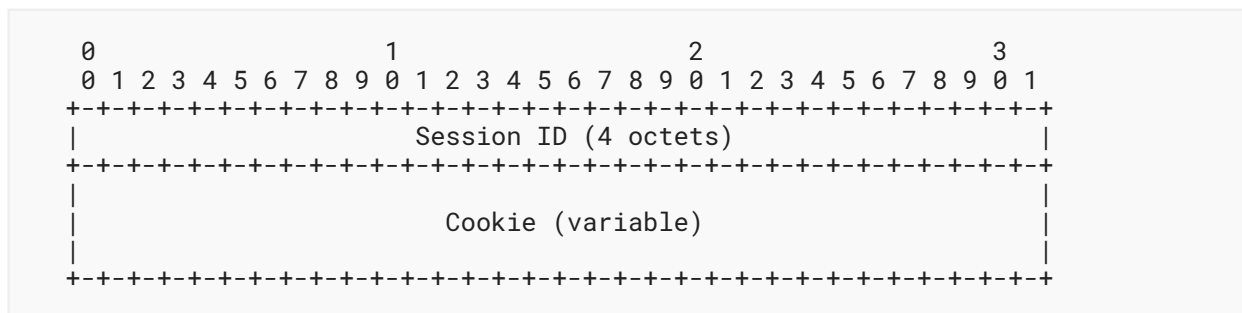 0                   1                   2                   3
 0 1 2 3 4 5 6 7 8 9 0 1 2 3 4 5 6 7 8 9 0 1 2 3 4 5 6 7 8 9 0 1
+-+-+-+-+-+-+-+-+-+-+-+-+-+-+-+-+-+-+-+-+-+-+-+-+-+-+-+-+-+-+-+-+
|                      Session ID (4 octets)                    |
+-+-+-+-+-+-+-+-+-+-+-+-+-+-+-+-+-+-+-+-+-+-+-+-+-+-+-+-+-+-+-+-+
|                                                               |
|                        Cookie (variable)                      |
|                                                               |
+-+-+-+-+-+-+-+-+-+-+-+-+-+-+-+-+-+-+-+-+-+-+-+-+-+-+-+-+-+-+-+-+